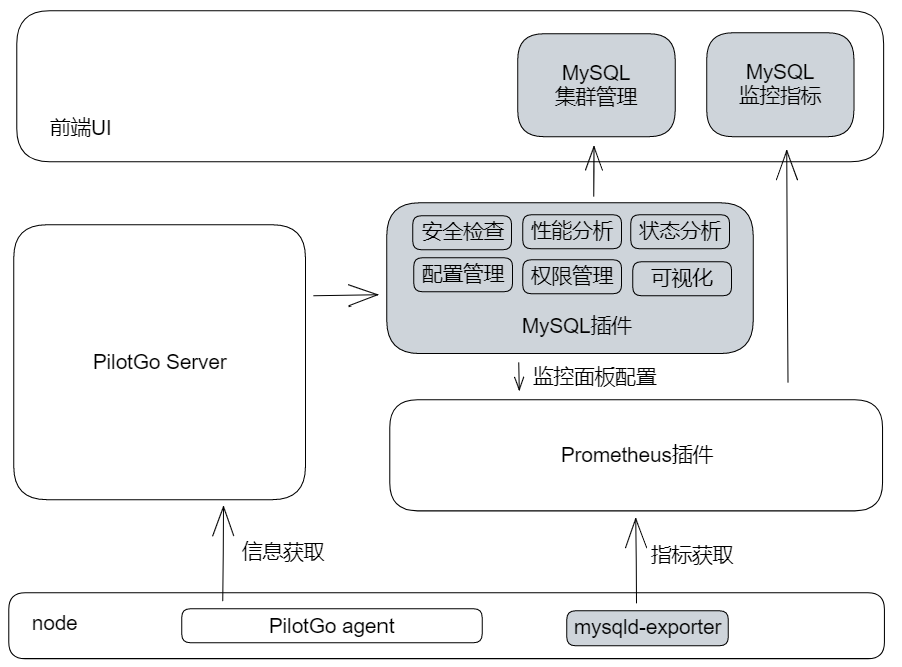 MySQL
集群管理
MySQL
监控指标
前端UI
安全检查
性能分析
状态分析
配置管理
权限管理
可视化
MySQL插件
PilotGo Server
监控面板配置
Prometheus插件
信息获取
指标获取
node
PilotGo agent
mysqld-exporter